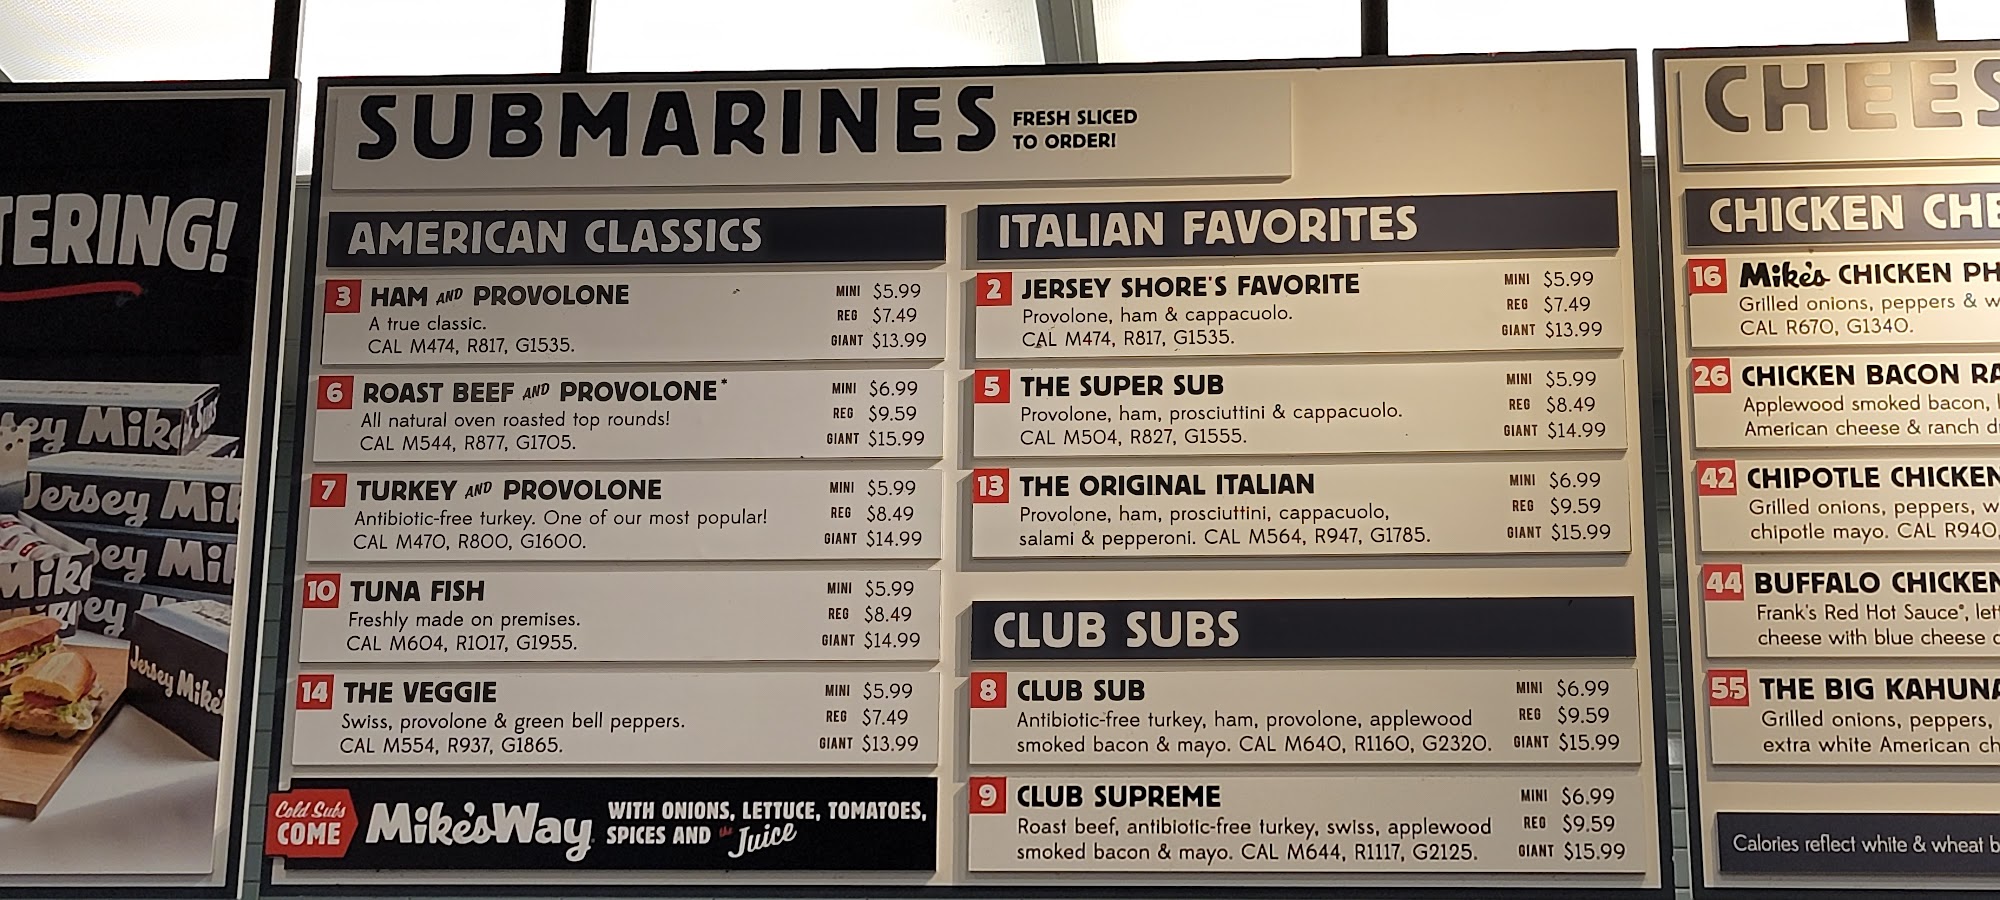 TERING!
Jersey Mike's
SUBMARINES
FRESH SLICED
TO ORDER!
AMERICAN CLASSICS
3 HAM AND PROVOLONE
A true classic.
CAL M474, R817, G1535.
MINI $5.99
REG $7.49
GIANT $13.99
6 ROAST BEEF AND PROVOLONE*
All natural oven roasted top rounds!
CAL M544, R877, G1705.
MINI $6.99
REG $9.59
GIANT $15.99
7 TURKEY AND PROVOLONE
Antibiotic-free turkey. One of our most popular!
CAL M470, R800, G1600.
MINI $5.99
REG $8.49
GIANT $14.99
10 TUNA FISH
Freshly made on premises.
CAL M604, R1017, G1955.
MINI $5.99
REG $8.49
GIANT $14.99
14 THE VEGGIE
Swiss, provolone & green bell peppers.
CAL M554, R937, G1865.
MINI $5.99
REG $7.49
GIANT $13.99
Cold Subs
COME
Mike's Way
WITH ONIONS, LETTUCE, TOMATOES,
SPICES AND the Juice
ITALIAN FAVORITES
2 JERSEY SHORE'S FAVORITE
Provolone, ham & cappacuolo.
CAL M474, R817, G1535.
MINI $5.99
REG $7.49
GIANT $13.99
5 THE SUPER SUB
Provolone, ham, prosciuttini & cappacuolo.
CAL M504, R827, G1555.
MINI $5.99
REG $8.49
GIANT $14.99
13 THE ORIGINAL ITALIAN
Provolone, ham, prosciuttini, cappacuolo,
salami & pepperoni. CAL M564, R947, G1785.
MINI $6.99
REG $9.59
GIANT $15.99
CLUB SUBS
8 CLUB SUB
Antibiotic-free turkey, ham, provolone, applewood
smoked bacon & mayo. CAL M640, R1160, G2320.
MINI $6.99
REG $9.59
GIANT $15.99
9 CLUB SUPREME
Roast beef, antibiotic-free turkey, swiss, applewood
smoked bacon & mayo. CAL M644, R1117, G2125.
MINI $6.99
REG $9.59
GIANT $15.99
CHEES
CHICKEN CHE
16 Mike's CHICKEN PH
Grilled onions, peppers & w
CAL R670, G1340.
26 CHICKEN BACON RA
Applewood smoked bacon,
American cheese & ranch d
42 CHIPOTLE CHICKEN
Grilled onions, peppers, w
chipotle mayo. CAL R940,
44 BUFFALO CHICKEN
Frank's Red Hot Sauce®, lett
cheese with blue cheese
55 THE BIG KAHUNA
Grilled onions, peppers,
extra white American ch
Calories reflect white & wheat b